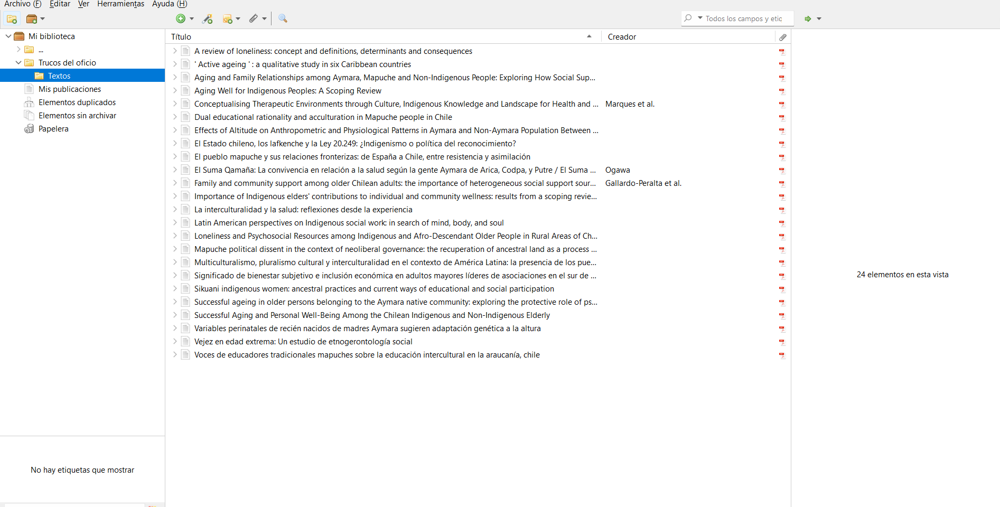 Archivo (F) Editar Ver Herramientas Ayuda (H)
Todos los campos y etic
Mi biblioteca
...
Trucos del oficio
Textos
Mis publicaciones
Elementos duplicados
Elementos sin archivar
Papelera
No hay etiquetas que mostrar
Título Creador
A review of loneliness: concept and definitions, determinants and consequences
' Active ageing ' : a qualitative study in six Caribbean countries
Aging and Family Relationships among Aymara, Mapuche and Non-Indigenous People: Exploring How Social Sup...
Aging Well for Indigenous Peoples: A Scoping Review
Conceptualising Therapeutic Environments through Culture, Indigenous Knowledge and Landscape for Health and ... Marques et al.
Dual educational rationality and acculturation in Mapuche people in Chile
Effects of Altitude on Anthropometric and Physiological Patterns in Aymara and Non-Aymara Population Between ...
El Estado chileno, los lafkenche y la Ley 20.249: ¿Indigenismo o política del reconocimiento?
El pueblo mapuche y sus relaciones fronterizas: de España a Chile, entre resistencia y asimilación
El Suma Qamaña: La convivencia en relación a la salud según la gente Aymara de Arica, Codpa, y Putre / El Suma ... Ogawa
Family and community support among older Chilean adults: the importance of heterogeneous social support sour... Gallardo-Peralta et al.
Importance of Indigenous elders' contributions to individual and community wellness: results from a scoping revie...
La interculturalidad y la salud: reflexiones desde la experiencia
Latin American perspectives on Indigenous social work: in search of mind, body, and soul
Loneliness and Psychosocial Resources among Indigenous and Afro-Descendant Older People in Rural Areas of Ch...
Mapuche political dissent in the context of neoliberal governance: the recuperation of ancestral land as a process ...
Multiculturalismo, pluralismo cultural y interculturalidad en el contexto de América Latina: la presencia de los pue...
Significado de bienestar subjetivo e inclusión económica en adultos mayores líderes de asociaciones en el sur de ...
Sikuani indigenous women: ancestral practices and current ways of educational and social participation
Successful ageing in older persons belonging to the Aymara native community: exploring the protective role of ps...
Successful Aging and Personal Well-Being Among the Chilean Indigenous and Non-Indigenous Elderly
Variables perinatales de recién nacidos de madres Aymara sugieren adaptación genética a la altura
Vejez en edad extrema: Un estudio de etnogerontología social
Voces de educadores tradicionales mapuches sobre la educación intercultural en la araucanía, chile
24 elementos en esta vista